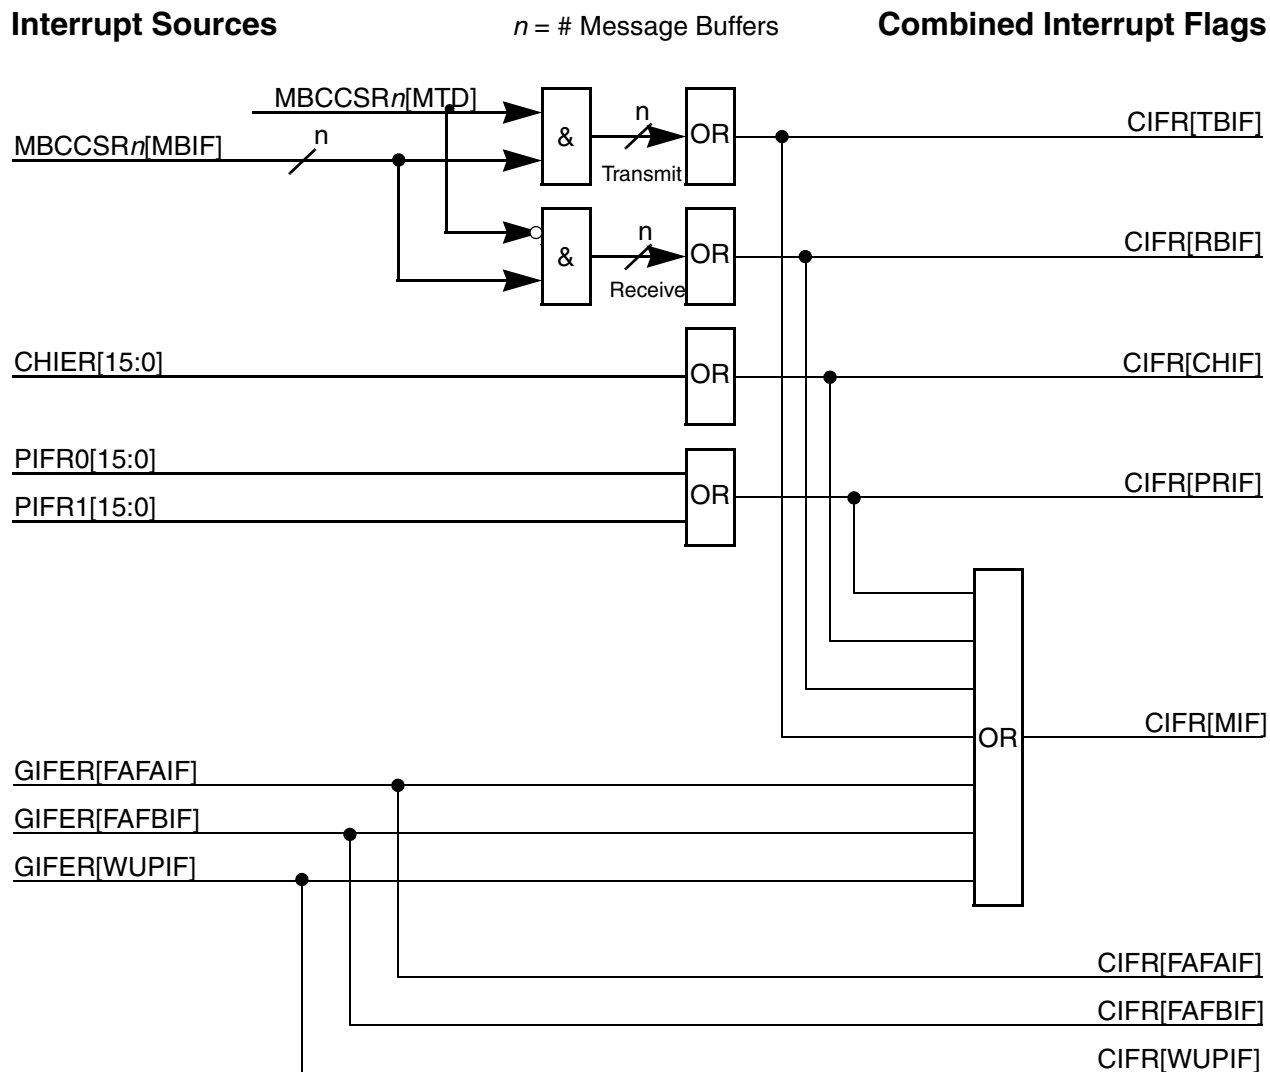 Interrupt Sources
n = # Message Buffers
Combined Interrupt Flags
MBCCSRn[MTD]
MBCCSRn[MBIF]
n
&
n
Transmit
OR
CIFR[TBIF]
&
n
Receive
OR
CIFR[RBIF]
CHIER[15:0]
OR
CIFR[CHIF]
PIFR0[15:0]
PIFR1[15:0]
OR
CIFR[PRIF]
OR
CIFR[MIF]
GIFER[FAFAIF]
GIFER[FAFBIF]
GIFER[WUPIF]
CIFR[FAFAIF]
CIFR[FAFBIF]
CIFR[WUPIF]